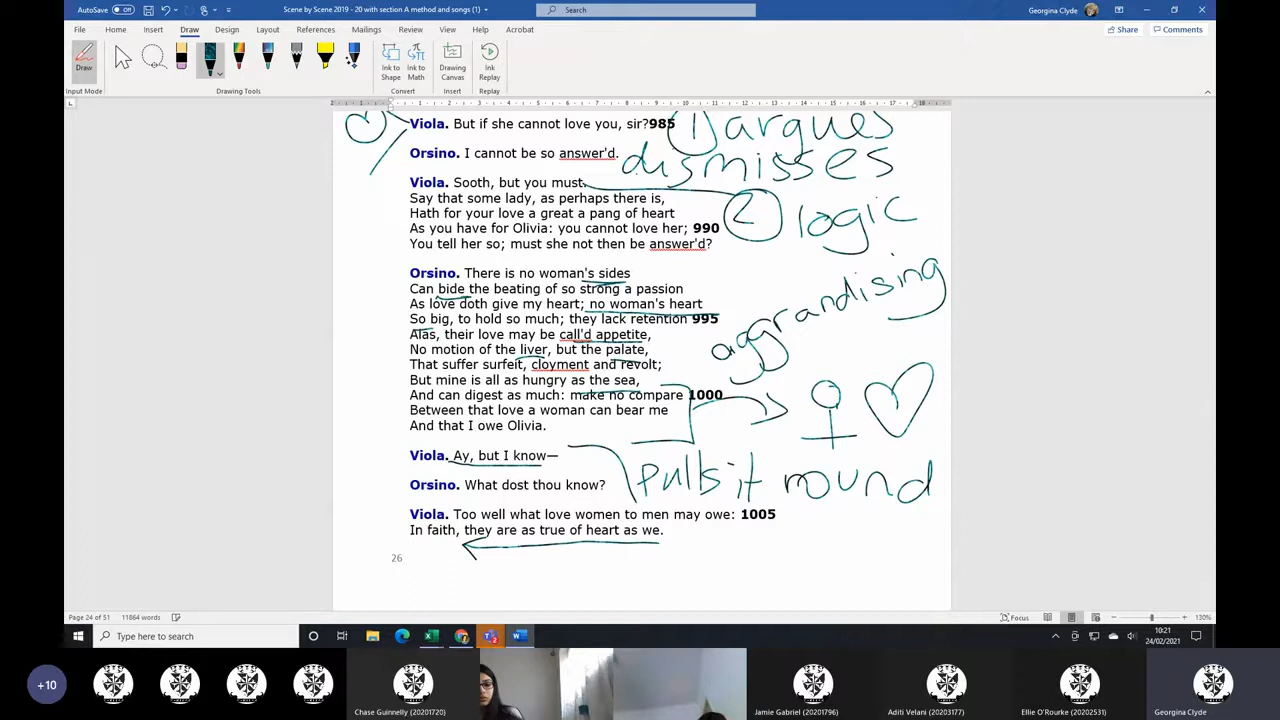 AutoSave Off
Scene by Scene 2019 - 20 with section A method and songs (1)
Search
Georgina Clyde
File Home Insert Draw Design Layout References Mailings Review View Help Acrobat
Share Comments
Draw
Ink to Shape
Ink to Math
Drawing Canvas
Ink Replay
Input Mode
Drawing Tools
Convert
Insert
Replay
Viola. But if she cannot love you, sir?985
1) argues
Orsino. I cannot be so answer'd.
dismisses
Viola. Sooth, but you must.
Say that some lady, as perhaps there is,
Hath for your love a great a pang of heart
2 logic
As you have for Olivia: you cannot love her; 990
You tell her so; must she not then be answer'd?
Orsino. There is no woman's sides
Can bide the beating of so strong a passion
As love doth give my heart; no woman's heart
aggrandising
So big, to hold so much; they lack retention 995
Alas, their love may be call'd appetite,
No motion of the liver, but the palate,
That suffer surfeit, cloyment and revolt;
But mine is all as hungry as the sea,
And can digest as much: make no compare 1000
Between that love a woman can bear me
And that I owe Olivia.
Viola. Ay, but I know—
pulls it round
Orsino. What dost thou know?
Viola. Too well what love women to men may owe: 1005
In faith, they are as true of heart as we.
26
Page 24 of 51 11864 words
Focus
130%
Type here to search
10:21
24/02/2021
+10
Chase Guinnelly (20201720)
Jamie Gabriel (20201796)
Aditi Velani (20203177)
Ellie O'Rourke (20202531)
Georgina Clyde